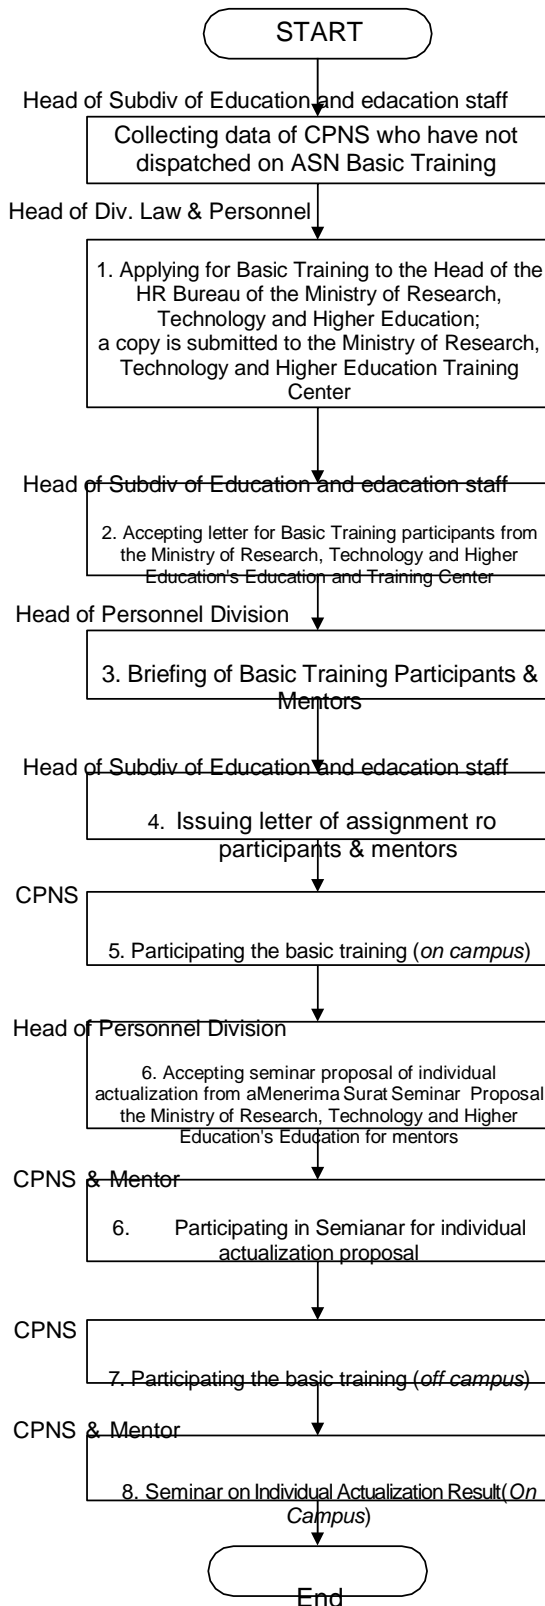 START
Head of Subdiv of Education and edacation staff
Collecting data of CPNS who have not
dispatched on ASN Basic Training
Head of Div. Law & Personnel
1. Applying for Basic Training to the Head of the
HR Bureau of the Ministry of Research,
Technology and Higher Education;
a copy is submitted to the Ministry of Research,
Technology and Higher Education Training
Center
Head of Subdiv of Education and edacation staff
2. Accepting letter for Basic Training participants from
the Ministry of Research, Technology and Higher
Education's Education and Training Center
Head of Personnel Division
3. Briefing of Basic Training Participants &
Mentors
Head of Subdiv of Education and edacation staff
4. Issuing letter of assignment ro
participants & mentors
CPNS
5. Participating the basic training (on campus)
Head of Personnel Division
6. Accepting seminar proposal of individual
actualization from aMenerima Surat Seminar Proposal
the Ministry of Research, Technology and Higher
Education's Education for mentors
CPNS & Mentor
6. Participating in Semianar for individual
actualization proposal
CPNS
7. Participating the basic training (off campus)
CPNS & Mentor
8. Seminar on Individual Actualization Result(On
Campus)
End